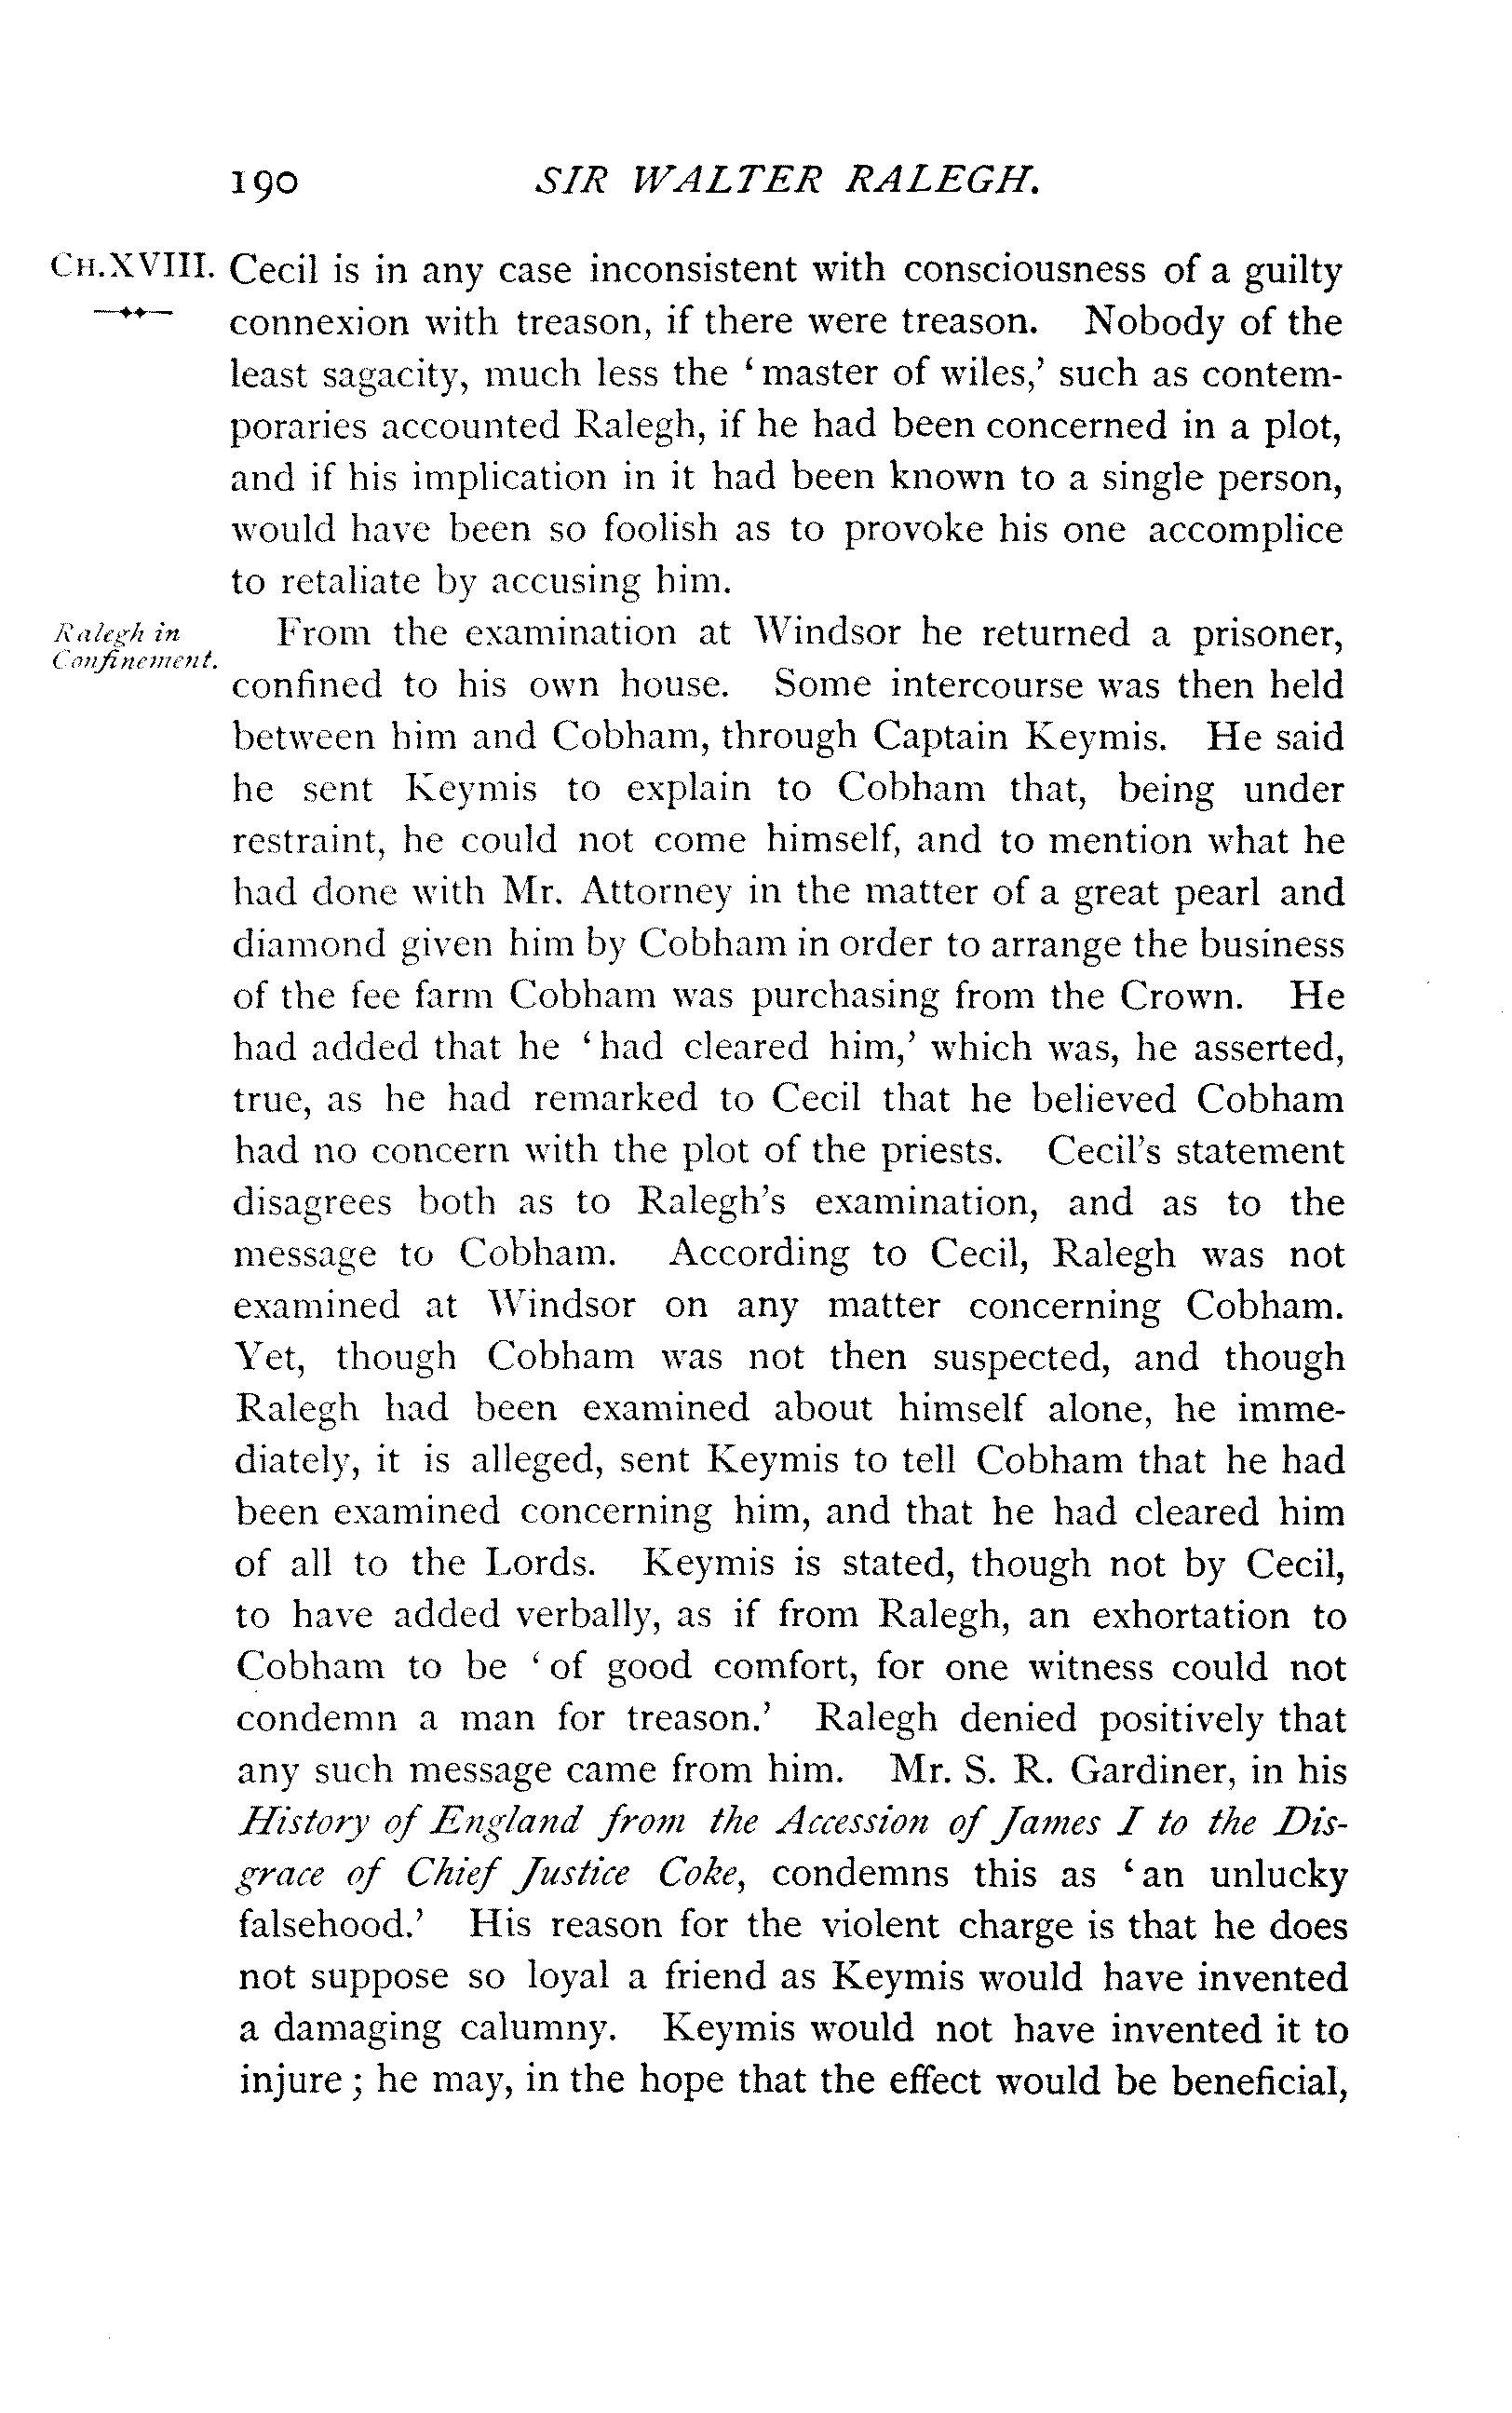 190 SIR WALTER RALEGH.
CH. XVIII. Cecil is in any case inconsistent with consciousness of a guilty
connexion with treason, if there were treason. Nobody of the
least sagacity, much less the ‘master of wiles,’ such as contem-
poraries accounted Ralegh, if he had been concerned in a plot,
and if his implication in it had been known to a single person,
would have been so foolish as to provoke his one accomplice
to retaliate by accusing him.
Ralegh in
Confinement.
From the examination at Windsor he returned a prisoner,
confined to his own house. Some intercourse was then held
between him and Cobham, through Captain Keymis. He said
he sent Keymis to explain to Cobham that, being under
restraint, he could not come himself, and to mention what he
had done with Mr. Attorney in the matter of a great pearl and
diamond given him by Cobham in order to arrange the business
of the fee farm Cobham was purchasing from the Crown. He
had added that he ‘had cleared him,’ which was, he asserted,
true, as he had remarked to Cecil that he believed Cobham
had no concern with the plot of the priests. Cecil's statement
disagrees both as to Ralegh's examination, and as to the
message to Cobham. According to Cecil, Ralegh was not
examined at Windsor on any matter concerning Cobham.
Yet, though Cobham was not then suspected, and though
Ralegh had been examined about himself alone, he imme-
diately, it is alleged, sent Keymis to tell Cobham that he had
been examined concerning him, and that he had cleared him
of all to the Lords. Keymis is stated, though not by Cecil,
to have added verbally, as if from Ralegh, an exhortation to
Cobham to be ‘of good comfort, for one witness could not
condemn a man for treason.’ Ralegh denied positively that
any such message came from him. Mr. S. R. Gardiner, in his
History of England from the Accession of James I to the Dis-
grace of Chief Justice Coke, condemns this as ‘an unlucky
falsehood.’ His reason for the violent charge is that he does
not suppose so loyal a friend as Keymis would have invented
a damaging calumny. Keymis would not have invented it to
injure; he may, in the hope that the effect would be beneficial,